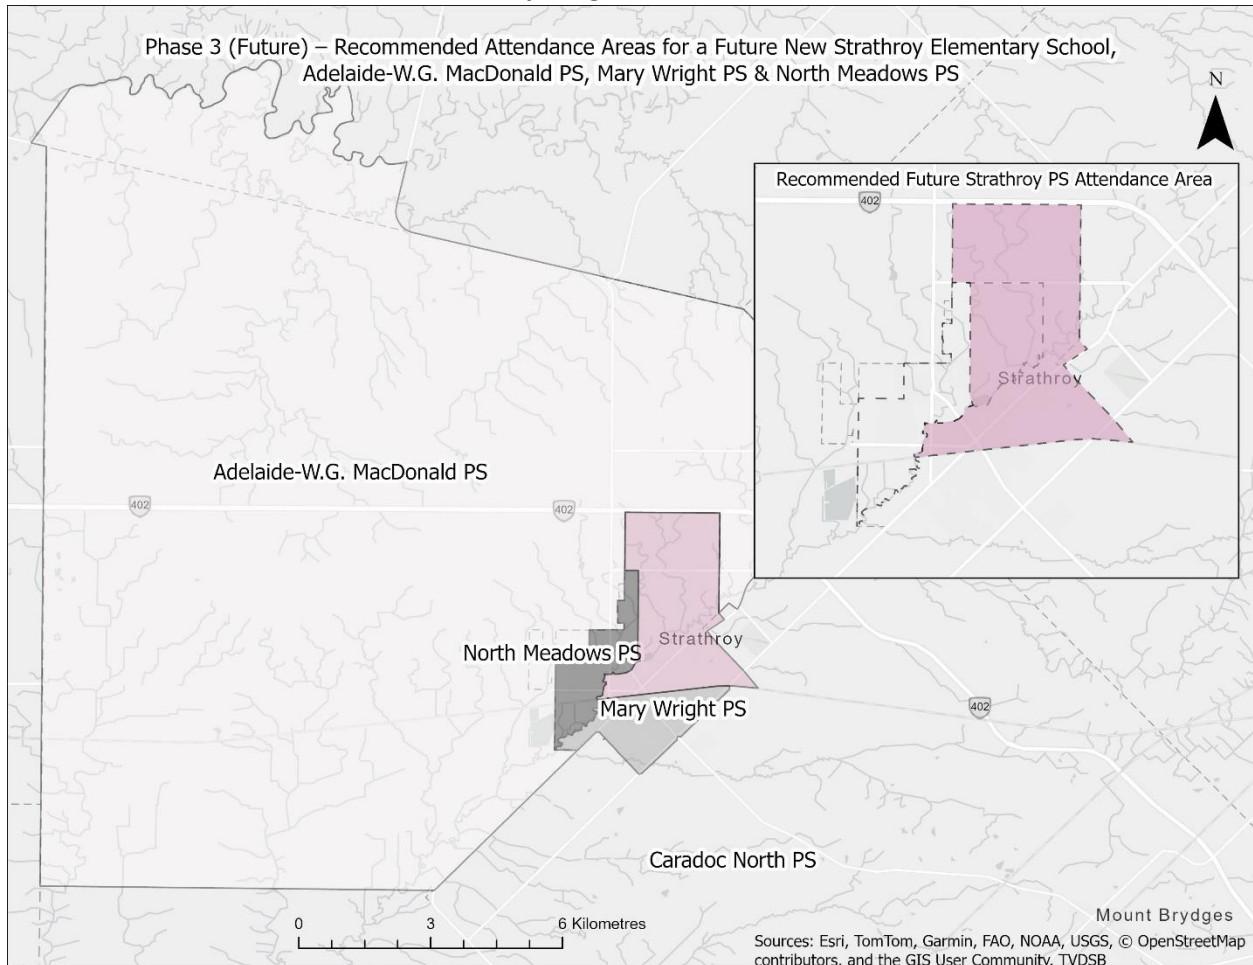 Phase 3 (Future) – Recommended Attendance Areas for a Future New Strathroy Elementary School,
Adelaide-W.G. MacDonald PS, Mary Wright PS & North Meadows PS
N
Recommended Future Strathroy PS Attendance Area
402
Strathroy
Adelaide-W.G. MacDonald PS
402
402
Strathroy
North Meadows PS
Mary Wright PS
402
Caradoc North PS
0 3 6 Kilometres
Mount Brydges
Sources: Esri, TomTom, Garmin, FAO, NOAA, USGS, © OpenStreetMap
contributors, and the GIS User Community, TVDSB